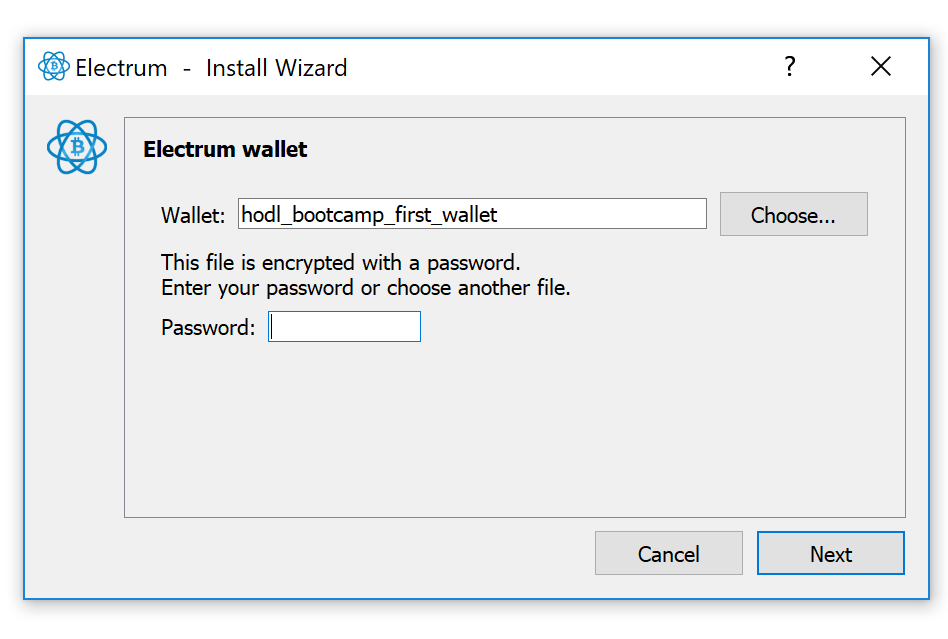 Electrum - Install Wizard
Electrum wallet
Wallet: hodl_bootcamp_first_wallet Choose...
This file is encrypted with a password.
Enter your password or choose another file.
Password:
Cancel Next